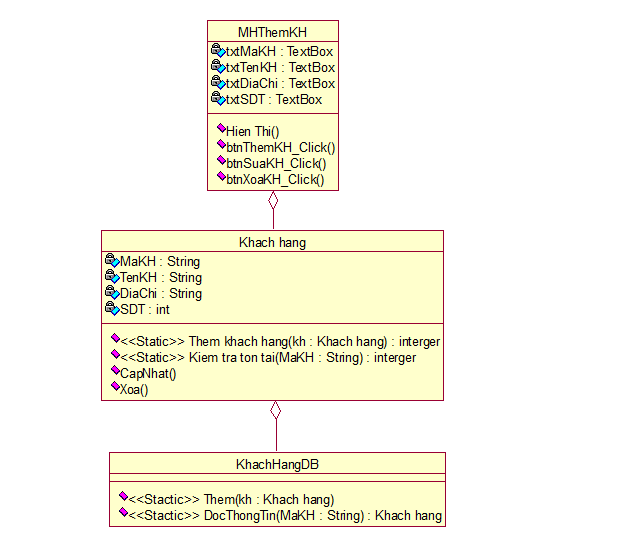 MHThemKH
txtMaKH : TextBox
txtTenKH : TextBox
txtDiaChi : TextBox
txtSDT : TextBox
Hien Thi()
btnThemKH_Click()
btnSuaKH_Click()
btnXoaKH_Click()
Khach hang
MaKH : String
TenKH : String
DiaChi : String
SDT : int
<<Static>> Them khach hang(kh : Khach hang) : interger
<<Static>> Kiem tra ton tai(MaKH : String) : interger
CapNhat()
Xoa()
KhachHangDB
<<Stactic>> Them(kh : Khach hang)
<<Stactic>> DocThongTin(MaKH : String) : Khach hang